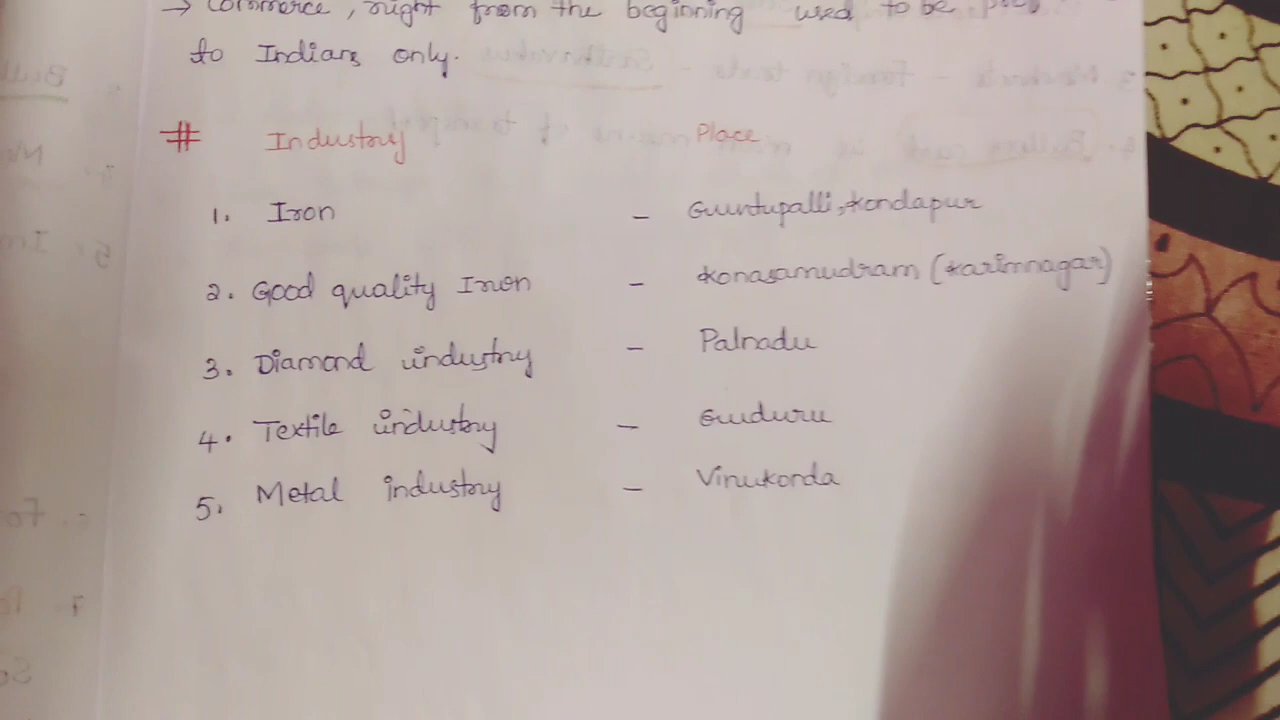 → Commerce, right from the beginning used to be
to Indians only.
# Industry Place
1. Iron - Guntupalli, Kondapur
2. Good quality Iron - Konasamudram (Karimnagar)
3. Diamond industry - Palnadu
4. Textile industry - Guduru
5. Metal industry - Vinukonda